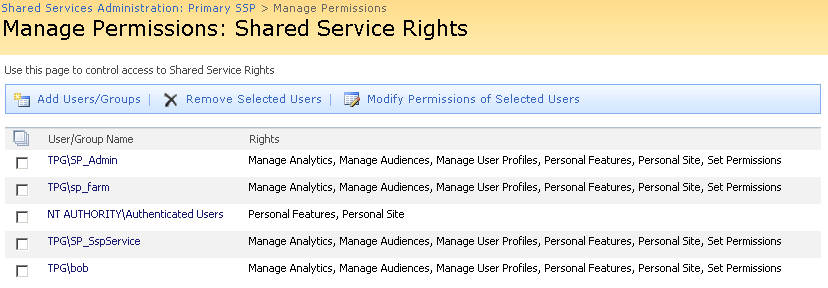 Shared Services Administration: Primary SSP > Manage Permissions
Manage Permissions: Shared Service Rights
Use this page to control access to Shared Service Rights
Add Users/Groups | Remove Selected Users | Modify Permissions of Selected Users
User/Group Name Rights
TPG\SP_Admin Manage Analytics, Manage Audiences, Manage User Profiles, Personal Features, Personal Site, Set Permissions
TPG\sp_farm Manage Analytics, Manage Audiences, Manage User Profiles, Personal Features, Personal Site, Set Permissions
NT AUTHORITY\Authenticated Users Personal Features, Personal Site
TPG\SP_SspService Manage Analytics, Manage Audiences, Manage User Profiles, Personal Features, Personal Site, Set Permissions
TPG\bob Manage Analytics, Manage Audiences, Manage User Profiles, Personal Features, Personal Site, Set Permissions